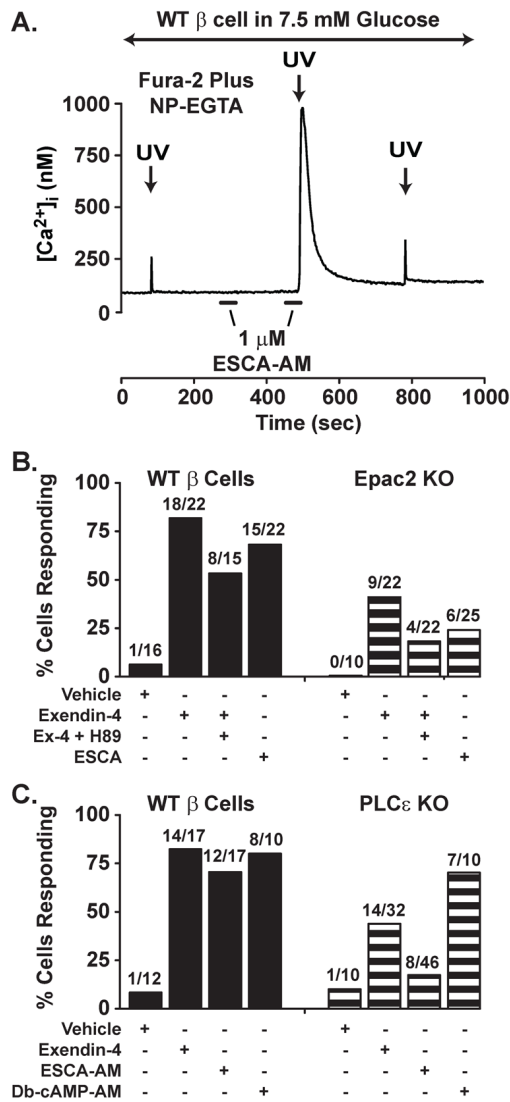 A.
WT β cell in 7.5 mM Glucose
UV
Fura-2 Plus
NP-EGTA
UV
UV
[Ca2+]i (nM)
1000
750
500
250
0
1 μM
ESCA-AM
0 200 400 600 800 1000
Time (sec)
B.
WT β Cells
Epac2 KO
% Cells Responding
100
75
50
25
0
1/16
18/22
8/15
15/22
0/10
9/22
4/22
6/25
Vehicle + - - - + - - -
Exendin-4 - + + - - + + -
Ex-4 + H89 - - + - - - + -
ESCA - - - + - - - +
C.
WT β Cells
PLCε KO
% Cells Responding
100
75
50
25
0
1/12
14/17
12/17
8/10
1/10
14/32
8/46
7/10
Vehicle + - - - + - - -
Exendin-4 - + - - - + - -
ESCA-AM - - + - - - + -
Db-cAMP-AM - - - + - - - +